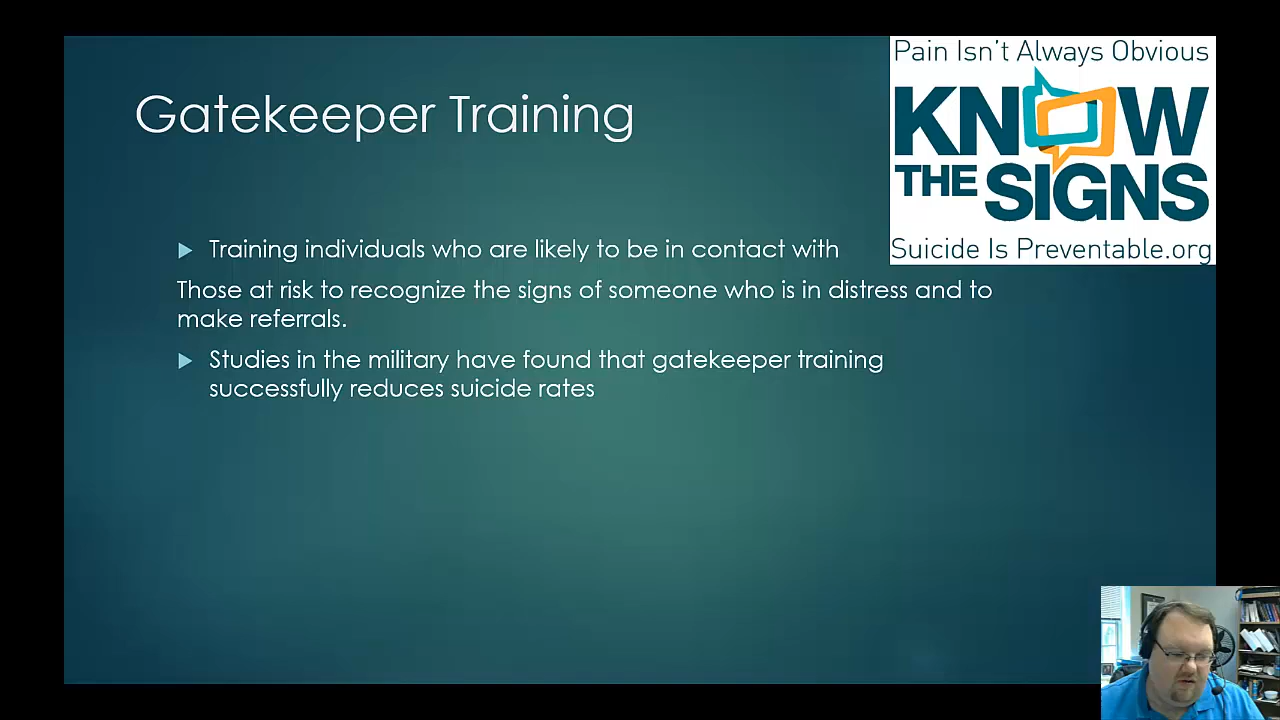 Gatekeeper Training
Pain Isn't Always Obvious
KNOW
THE SIGNS
Suicide Is Preventable.org
Training individuals who are likely to be in contact with
Those at risk to recognize the signs of someone who is in distress and to
make referrals.
Studies in the military have found that gatekeeper training
successfully reduces suicide rates